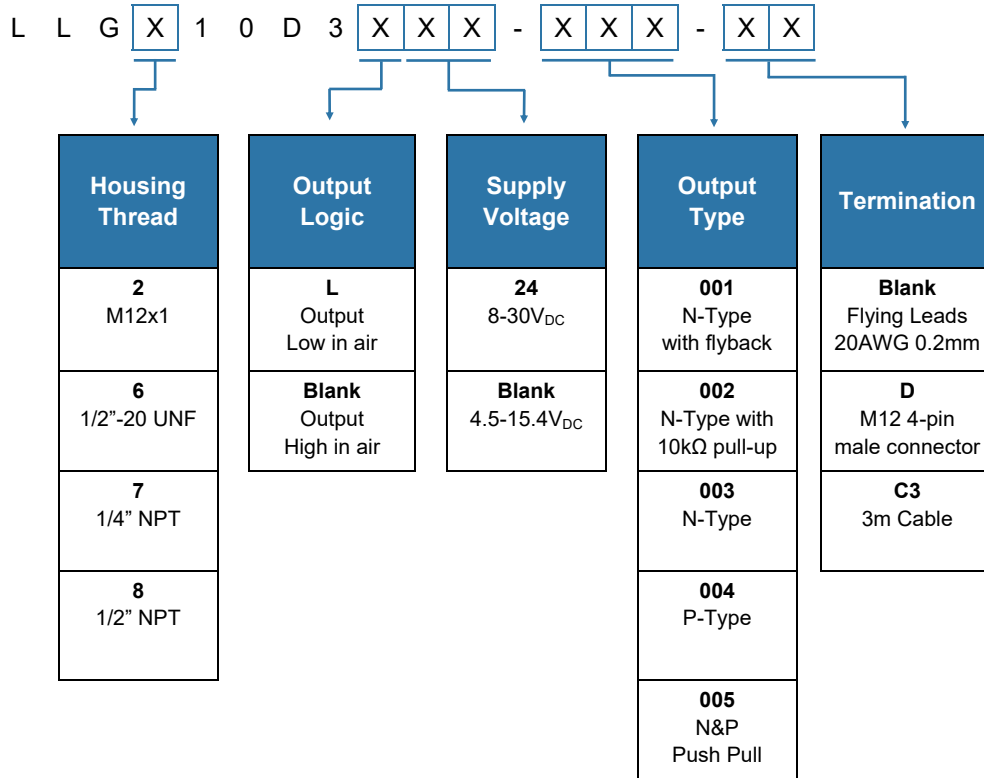 L L G X 1 0 D 3 X X X - X X X - X X
Housing
Thread
Output
Logic
Supply
Voltage
Output
Type
Termination
2
M12x1
L
Output
Low in air
24
8-30VDC
001
N-Type
with flyback
Blank
Flying Leads
20AWG 0.2mm
6
1/2”-20 UNF
Blank
Output
High in air
Blank
4.5-15.4VDC
002
N-Type with
10kΩ pull-up
D
M12 4-pin
male connector
7
1/4” NPT
003
N-Type
C3
3m Cable
8
1/2” NPT
004
P-Type
005
N&P
Push Pull